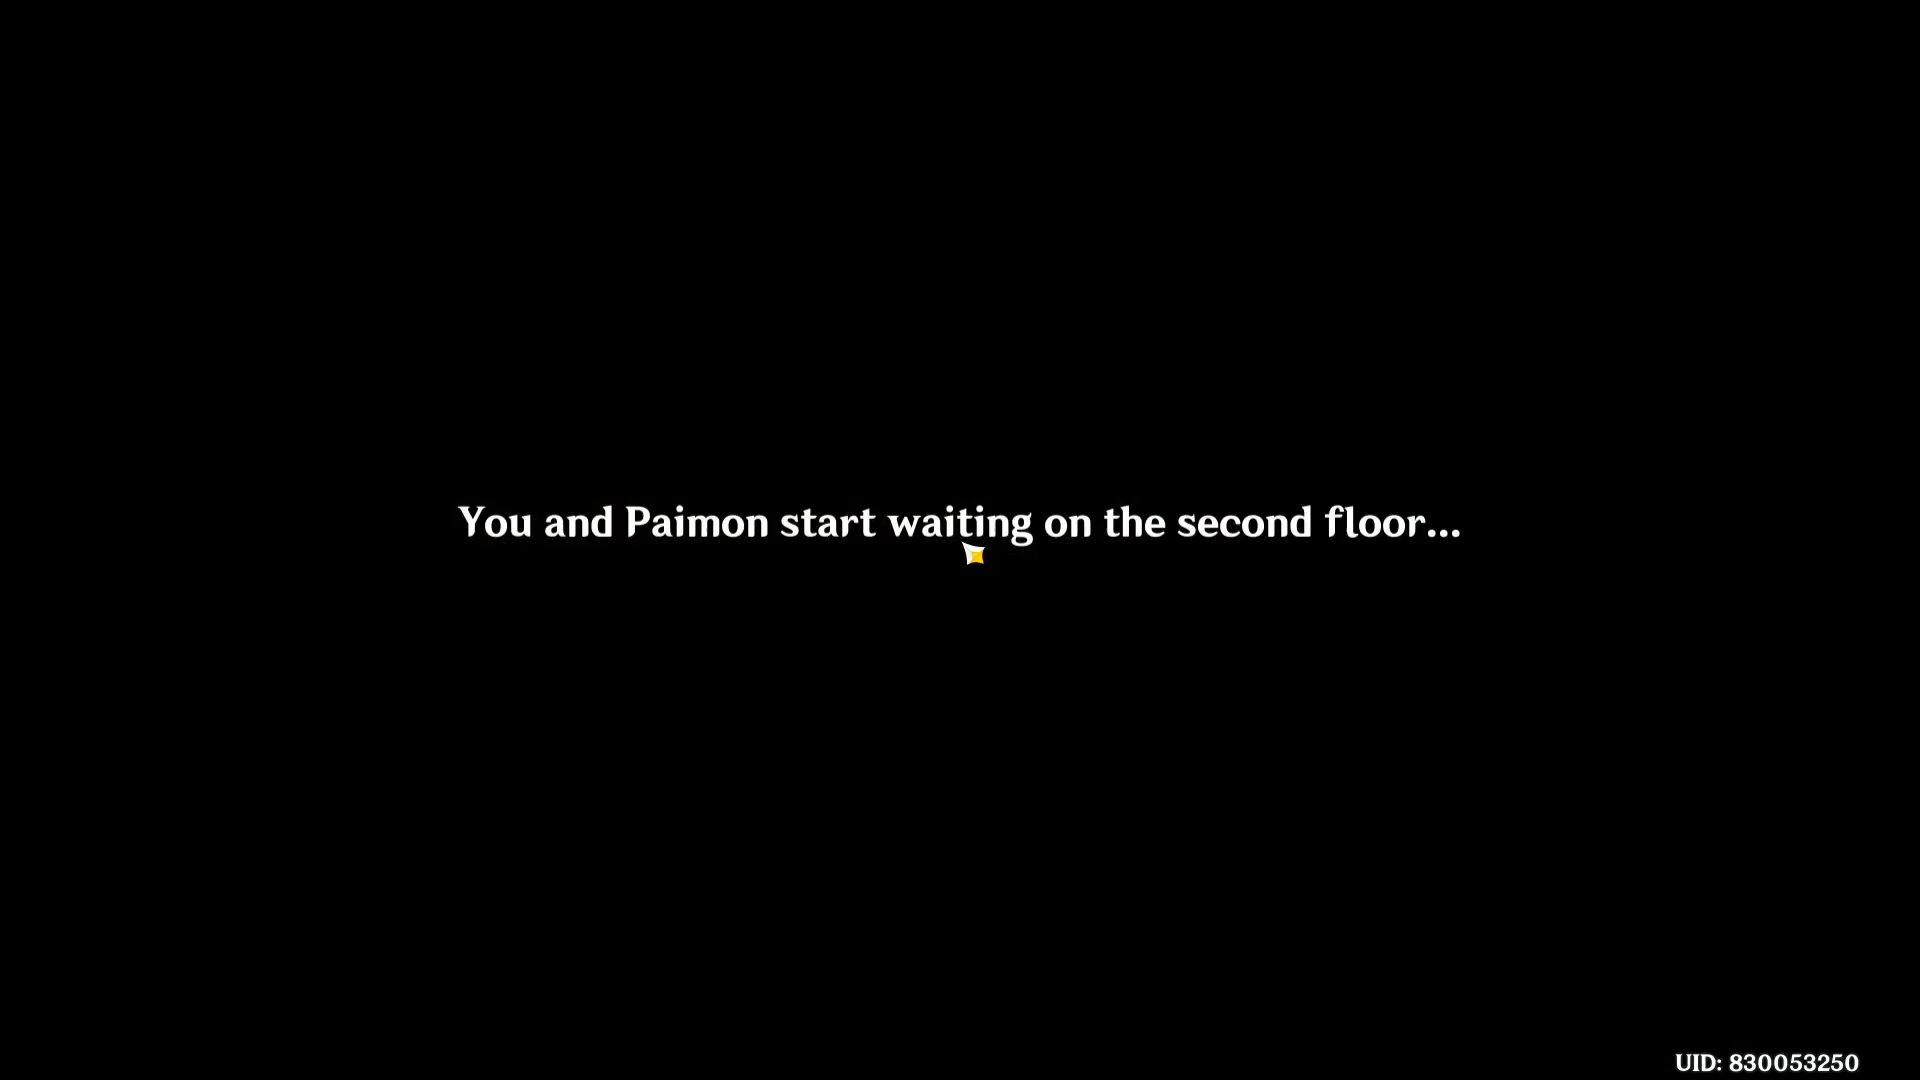 You and Paimon start waiting on the second floor...
UID: 830053250